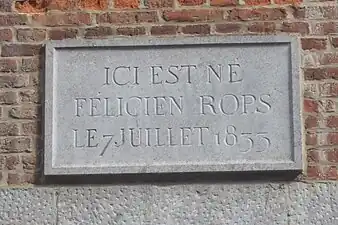 ICI EST NÉ
FÉLICIEN ROPS
LE 7 JUILLET 1833